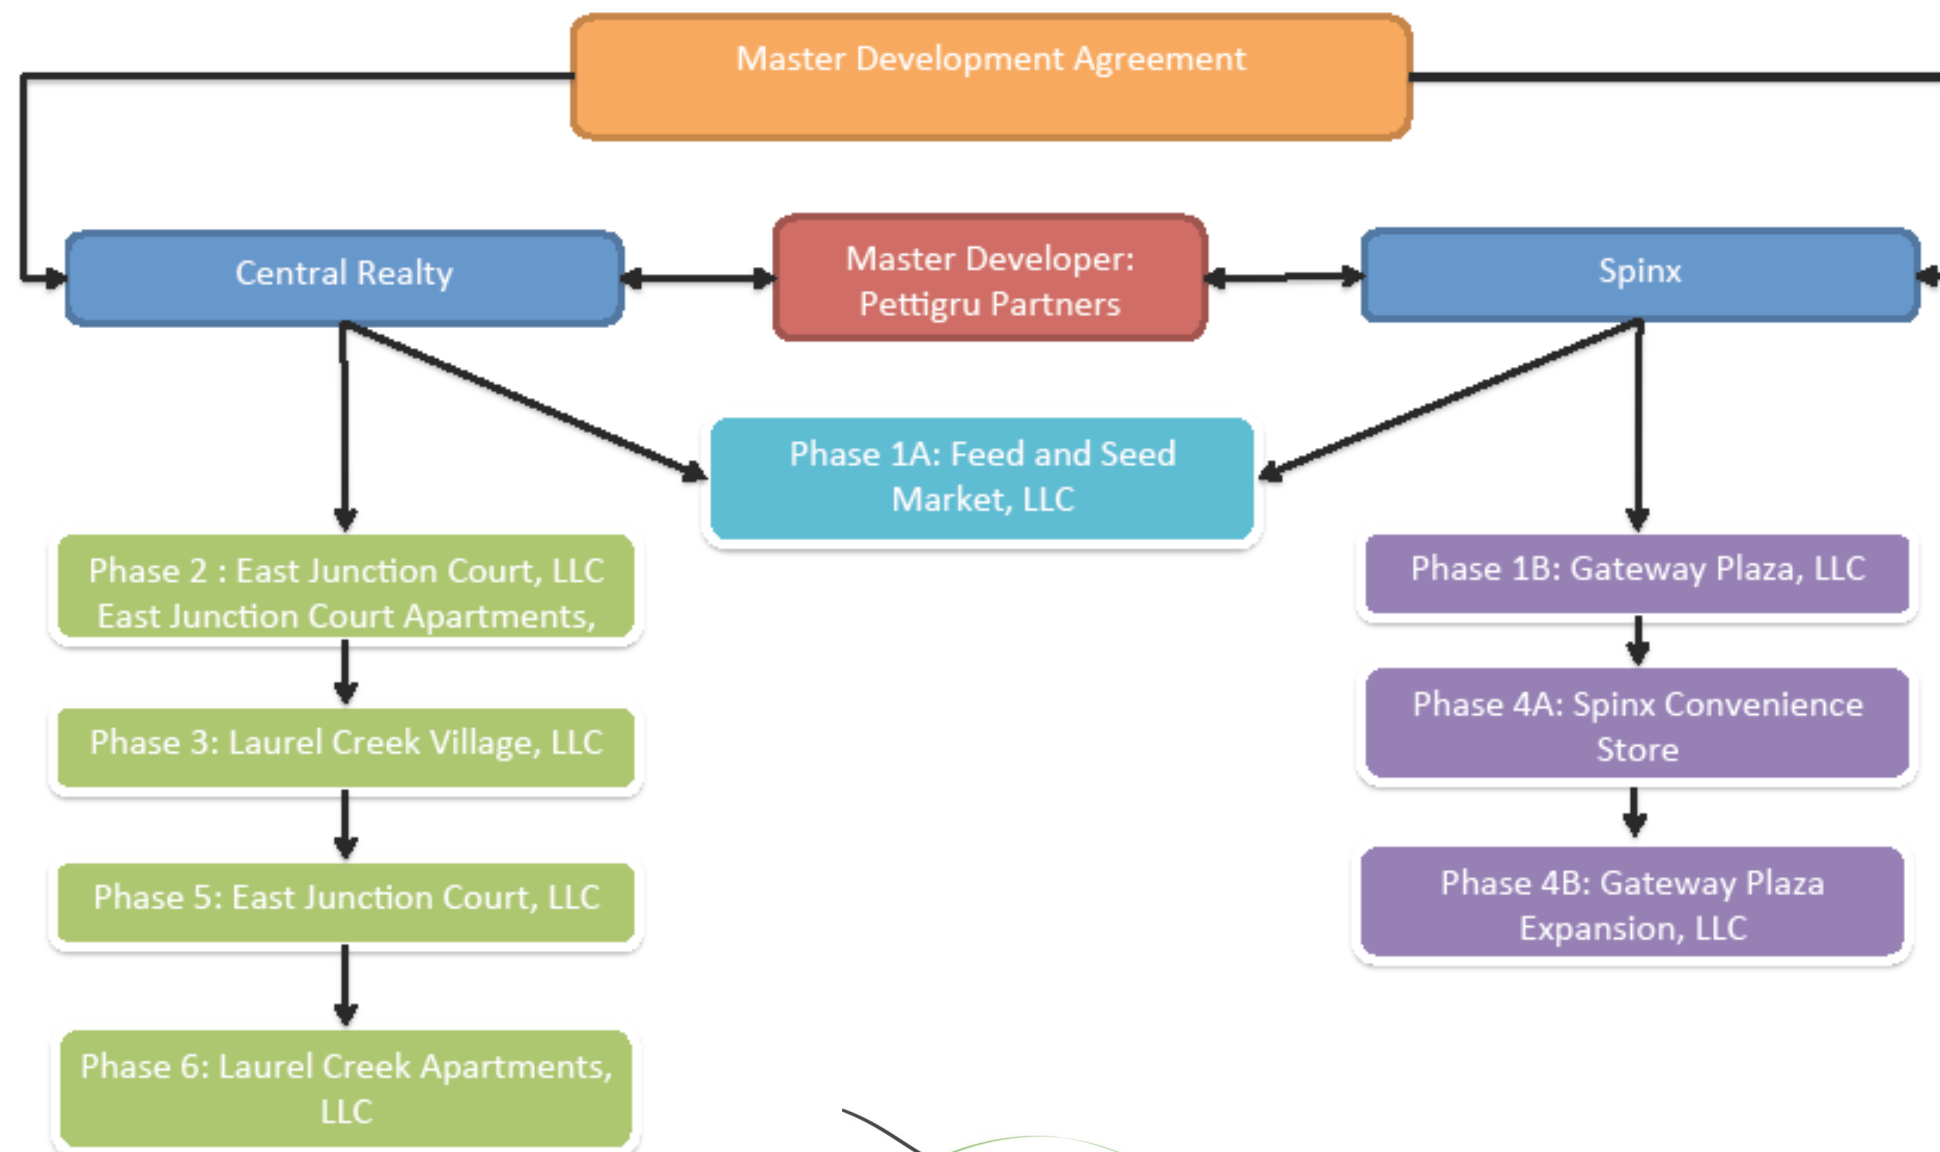 Master Development Agreement
Central Realty
Master Developer:
Pettigru Partners
Spinx
Phase 1A: Feed and Seed
Market, LLC
Phase 2 : East Junction Court, LLC
East Junction Court Apartments,
Phase 3: Laurel Creek Village, LLC
Phase 5: East Junction Court, LLC
Phase 6: Laurel Creek Apartments,
LLC
Phase 1B: Gateway Plaza, LLC
Phase 4A: Spinx Convenience
Store
Phase 4B: Gateway Plaza
Expansion, LLC